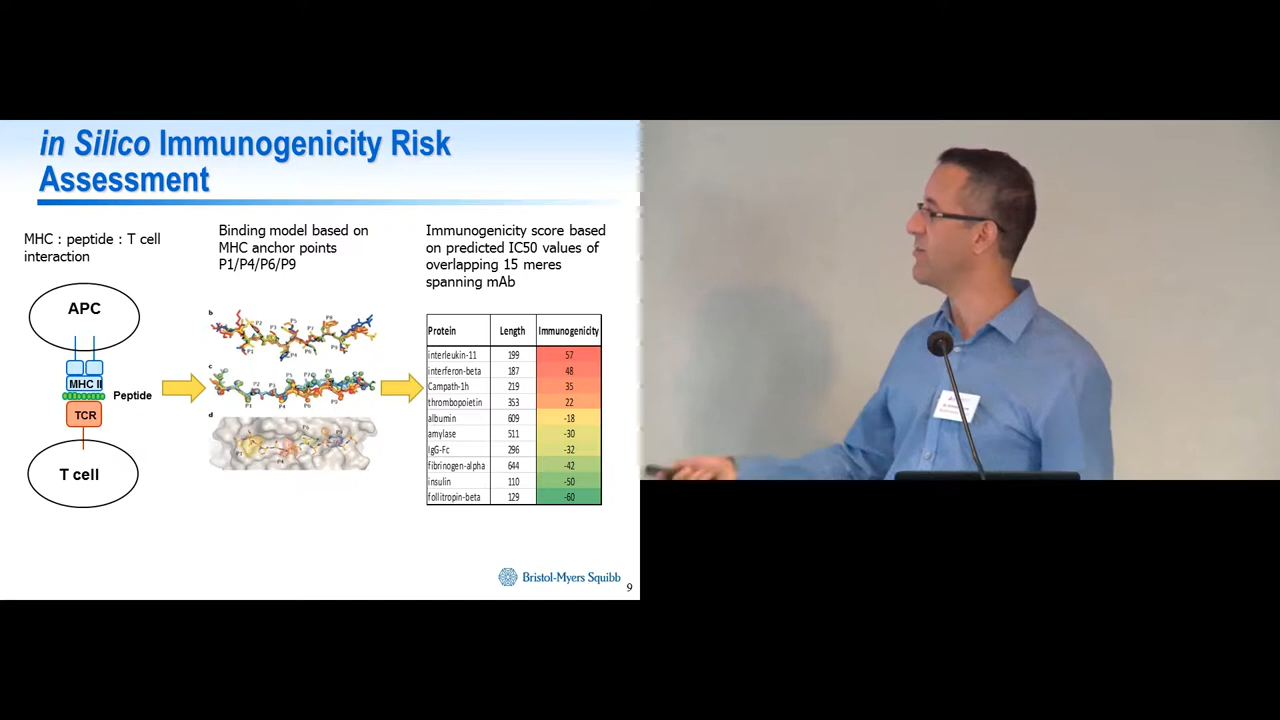 in Silico Immunogenicity Risk
Assessment
MHC : peptide : T cell
interaction
Binding model based on
MHC anchor points
P1/P4/P6/P9
Immunogenicity score based
on predicted IC50 values of
overlapping 15 meres
spanning mAb
APC
MHC II
Peptide
TCR
T cell
b
c
d
Protein Length Immunogenicity
interleukin-11 199 57
interferon-beta 187 48
Campath-1h 219 35
thrombopoietin 353 22
albumin 609 -18
amylase 511 -30
IgG-Fc 296 -32
fibrinogen-alpha 644 -42
insulin 110 -50
follitropin-beta 129 -60
Bristol-Myers Squibb
9